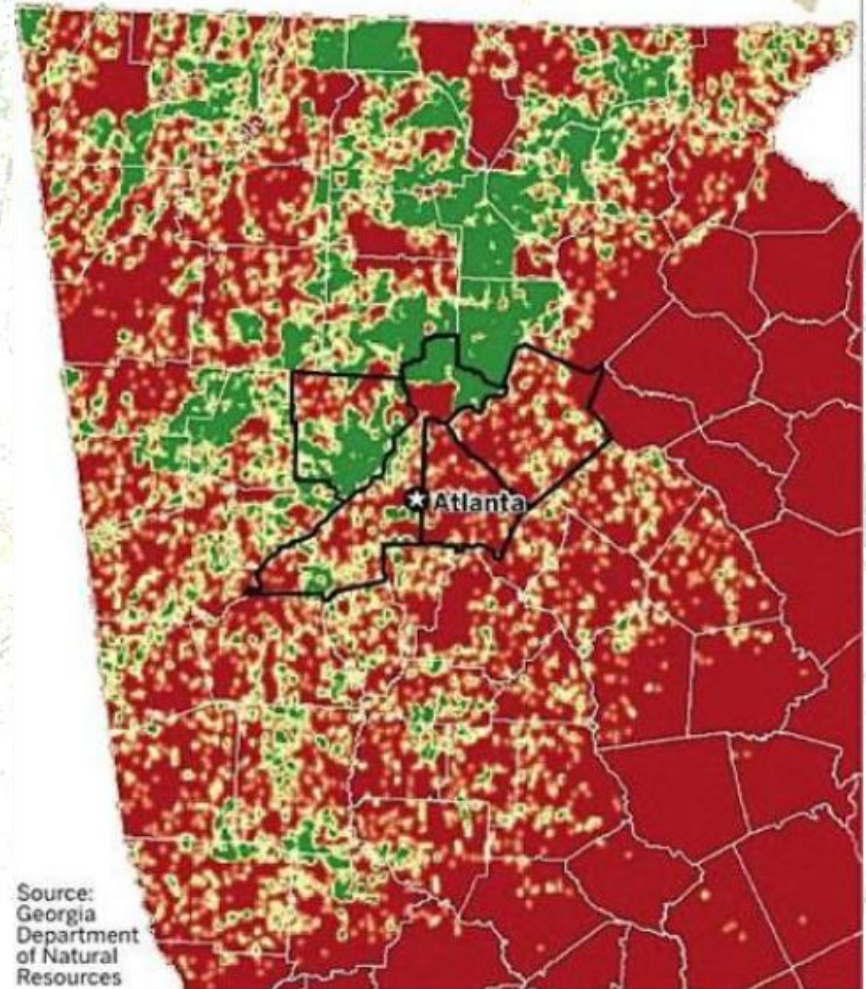 Atlanta
Source:
Georgia
Department
of Natural
Resources